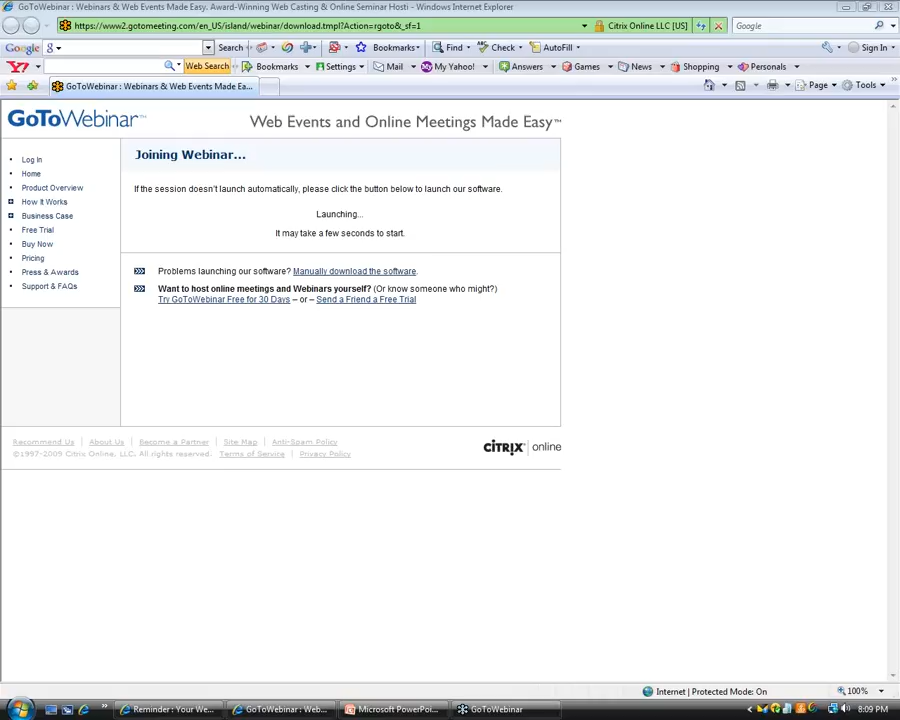 GoToWebinar : Webinars & Web Events Made Easy. Award-Winning Web Casting & Online Seminar Hosti - Windows Internet Explorer
https://www2.gotomeeting.com/en_US/island/webinar/download.tmpl?Action=rgoto&_sf=1
Citrix Online LLC [US]
Google
Google
Search
Bookmarks
Find
Check
AutoFill
Sign In
Y!
Web Search
Bookmarks
Settings
Mail
My Yahoo!
Answers
Games
News
Shopping
Personals
GoToWebinar : Webinars & Web Events Made Ea...
Page
Tools
GoToWebinar™
Web Events and Online Meetings Made Easy™
Log In
Home
Product Overview
How It Works
Business Case
Free Trial
Buy Now
Pricing
Press & Awards
Support & FAQs
Joining Webinar...
If the session doesn't launch automatically, please click the button below to launch our software.
Launching...
It may take a few seconds to start.
Problems launching our software? Manually download the software.
Want to host online meetings and Webinars yourself? (Or know someone who might?)
Try GoToWebinar Free for 30 Days – or – Send a Friend a Free Trial
Recommend Us | About Us | Become a Partner | Site Map | Anti-Spam Policy
©1997-2009 Citrix Online, LLC. All rights reserved. Terms of Service | Privacy Policy
CITRIX online
Internet | Protected Mode: On
100%
Reminder : Your We...
GoToWebinar : Web...
Microsoft PowerPoi...
GoToWebinar
8:09 PM